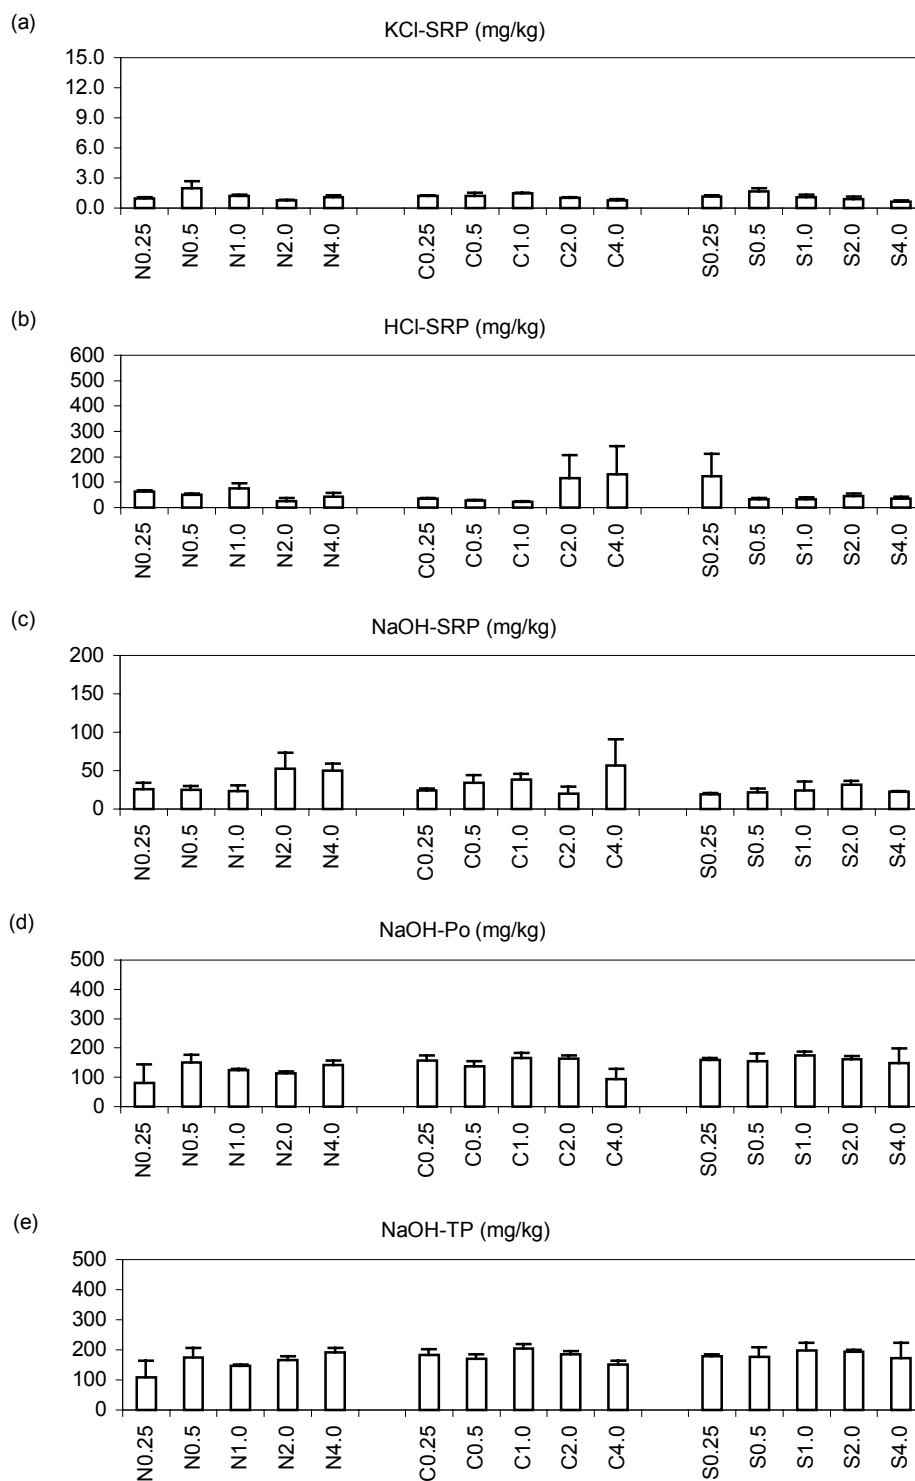 (a)
KCl-SRP (mg/kg)
15.0
12.0
9.0
6.0
3.0
0.0
N0.25 N0.5 N1.0 N2.0 N4.0 C0.25 C0.5 C1.0 C2.0 C4.0 S0.25 S0.5 S1.0 S2.0 S4.0
(b)
HCl-SRP (mg/kg)
600
500
400
300
200
100
0
N0.25 N0.5 N1.0 N2.0 N4.0 C0.25 C0.5 C1.0 C2.0 C4.0 S0.25 S0.5 S1.0 S2.0 S4.0
(c)
NaOH-SRP (mg/kg)
200
150
100
50
0
N0.25 N0.5 N1.0 N2.0 N4.0 C0.25 C0.5 C1.0 C2.0 C4.0 S0.25 S0.5 S1.0 S2.0 S4.0
(d)
NaOH-Po (mg/kg)
500
400
300
200
100
0
N0.25 N0.5 N1.0 N2.0 N4.0 C0.25 C0.5 C1.0 C2.0 C4.0 S0.25 S0.5 S1.0 S2.0 S4.0
(e)
NaOH-TP (mg/kg)
500
400
300
200
100
0
N0.25 N0.5 N1.0 N2.0 N4.0 C0.25 C0.5 C1.0 C2.0 C4.0 S0.25 S0.5 S1.0 S2.0 S4.0